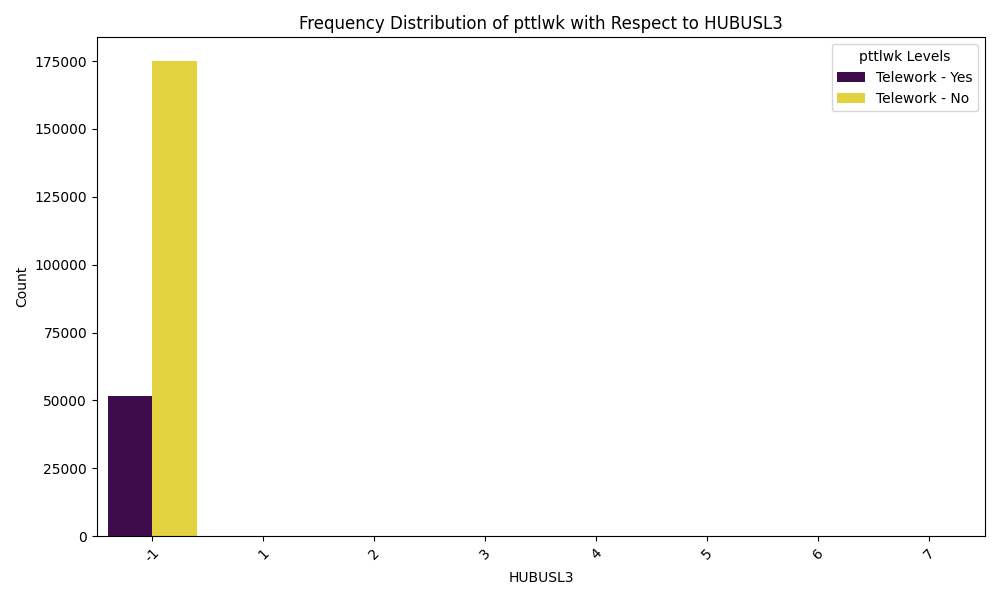 Frequency Distribution of pttlwk with Respect to HUBUSL3
pttlwk Levels
Telework - Yes
Telework - No
Count
175000
150000
125000
100000
75000
50000
25000
0
-1 1 2 3 4 5 6 7
HUBUSL3